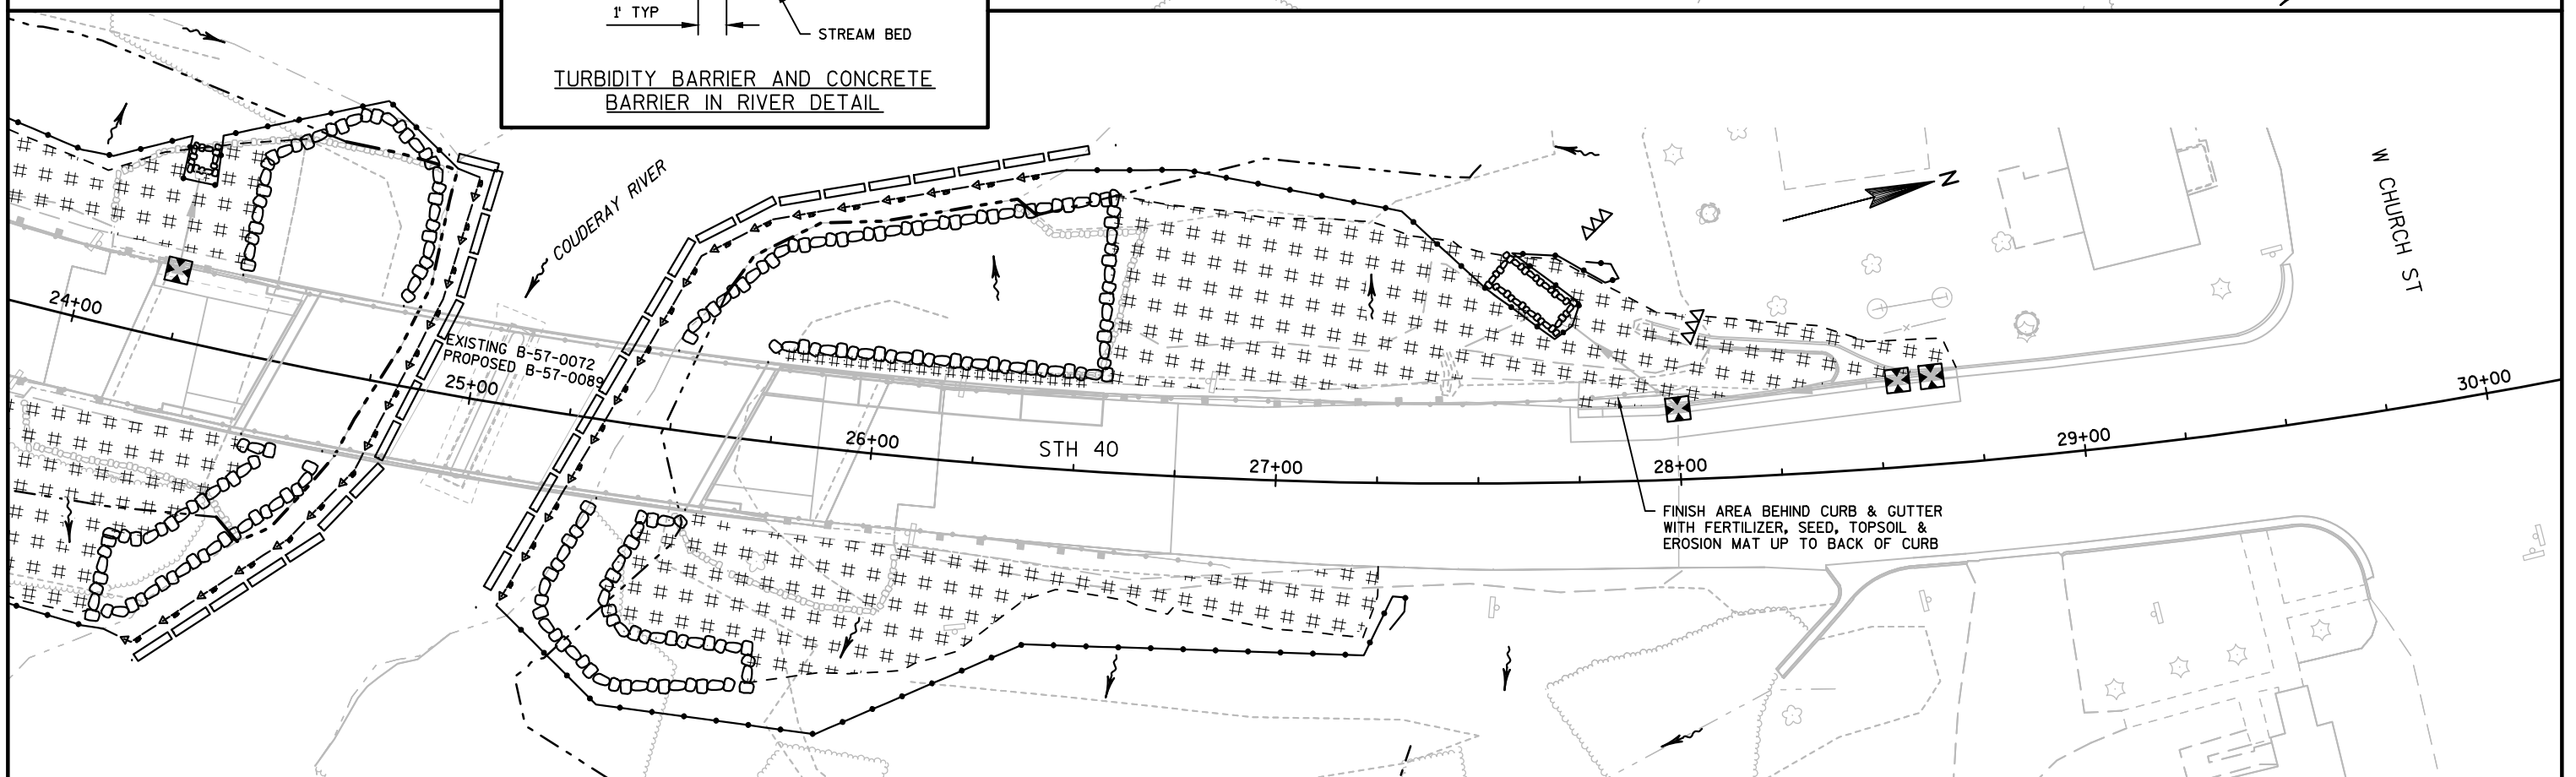 1' TYP
STREAM BED
TURBIDITY BARRIER AND CONCRETE
BARRIER IN RIVER DETAIL
COUDERAY RIVER
N
W CHURCH ST
24+00
EXISTING B-57-0072
PROPOSED B-57-0089
25+00
26+00
STH 40
27+00
28+00
29+00
30+00
FINISH AREA BEHIND CURB & GUTTER
WITH FERTILIZER, SEED, TOPSOIL &
EROSION MAT UP TO BACK OF CURB